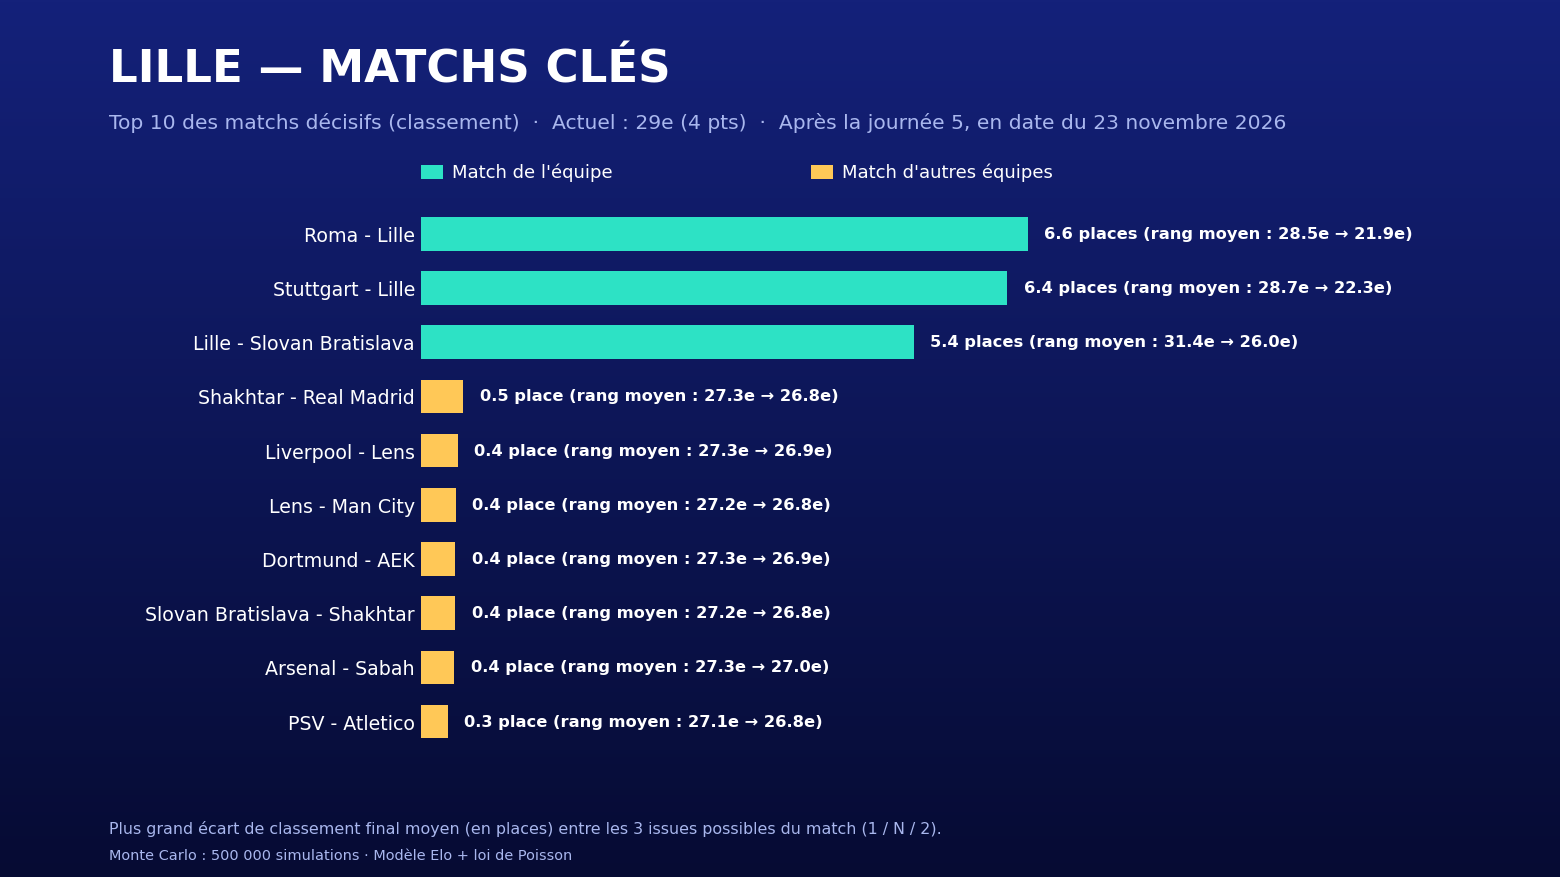 LILLE — MATCHS CLÉS
Top 10 des matchs décisifs (classement) · Actuel : 29e (4 pts) · Après la journée 5, en date du 23 novembre 2026
Match de l'équipe
Match d'autres équipes
Roma - Lille 6.6 places (rang moyen : 28.5e → 21.9e)
Stuttgart - Lille 6.4 places (rang moyen : 28.7e → 22.3e)
Lille - Slovan Bratislava 5.4 places (rang moyen : 31.4e → 26.0e)
Shakhtar - Real Madrid 0.5 place (rang moyen : 27.3e → 26.8e)
Liverpool - Lens 0.4 place (rang moyen : 27.3e → 26.9e)
Lens - Man City 0.4 place (rang moyen : 27.2e → 26.8e)
Dortmund - AEK 0.4 place (rang moyen : 27.3e → 26.9e)
Slovan Bratislava - Shakhtar 0.4 place (rang moyen : 27.2e → 26.8e)
Arsenal - Sabah 0.4 place (rang moyen : 27.3e → 27.0e)
PSV - Atletico 0.3 place (rang moyen : 27.1e → 26.8e)
Plus grand écart de classement final moyen (en places) entre les 3 issues possibles du match (1 / N / 2).
Monte Carlo : 500 000 simulations · Modèle Elo + loi de Poisson